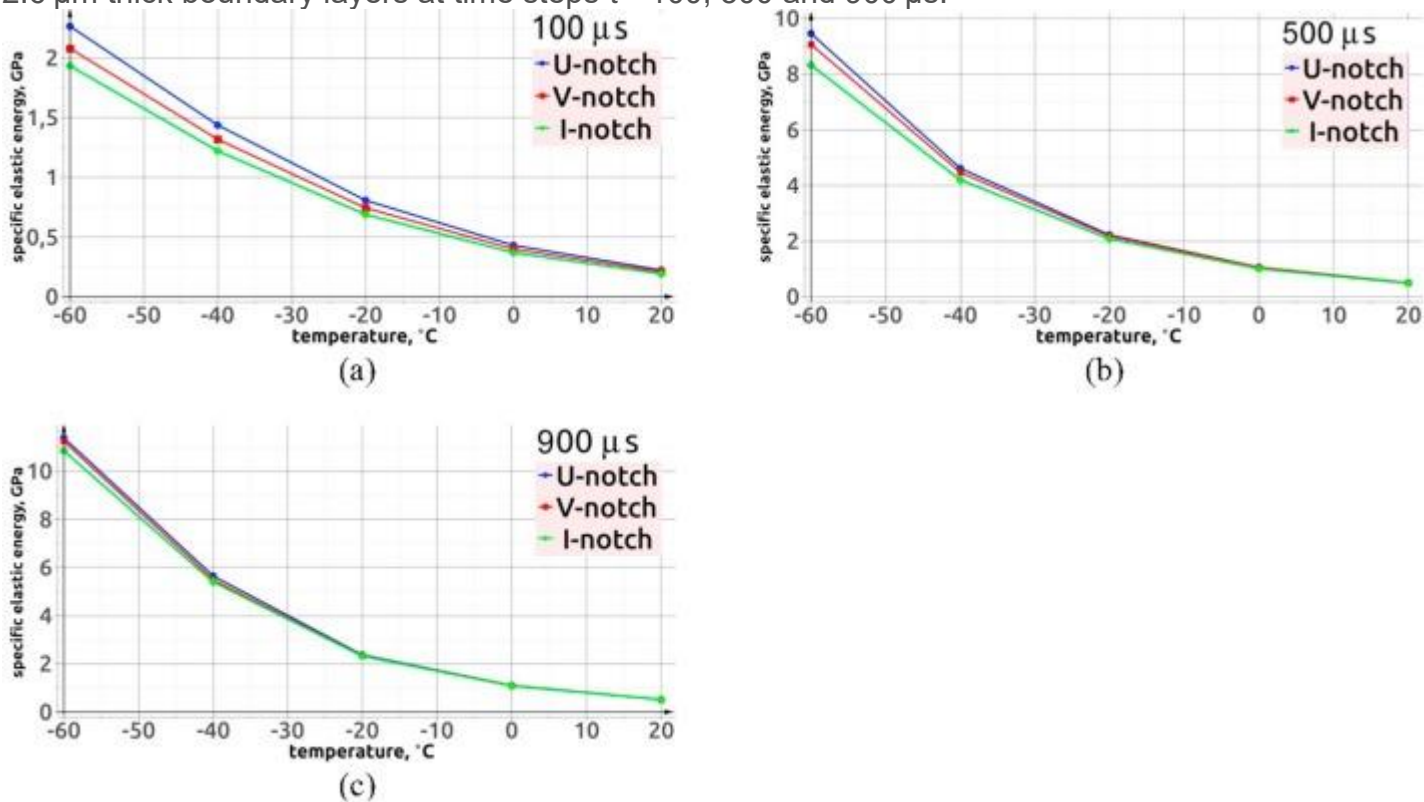 2.0 μm thick boundary layers at time steps t = 100, 500 and 900 μs.
100 μs
U-notch
V-notch
I-notch
specific elastic energy, GPa
2
1,5
1
0,5
0
-60 -50 -40 -30 -20 -10 0 10 20
temperature, °C
(a)
500 μs
U-notch
V-notch
I-notch
specific elastic energy, GPa
10
8
6
4
2
0
-60 -50 -40 -30 -20 -10 0 10 20
temperature, °C
(b)
900 μs
U-notch
V-notch
I-notch
specific elastic energy, GPa
10
8
6
4
2
0
-60 -50 -40 -30 -20 -10 0 10 20
temperature, °C
(c)